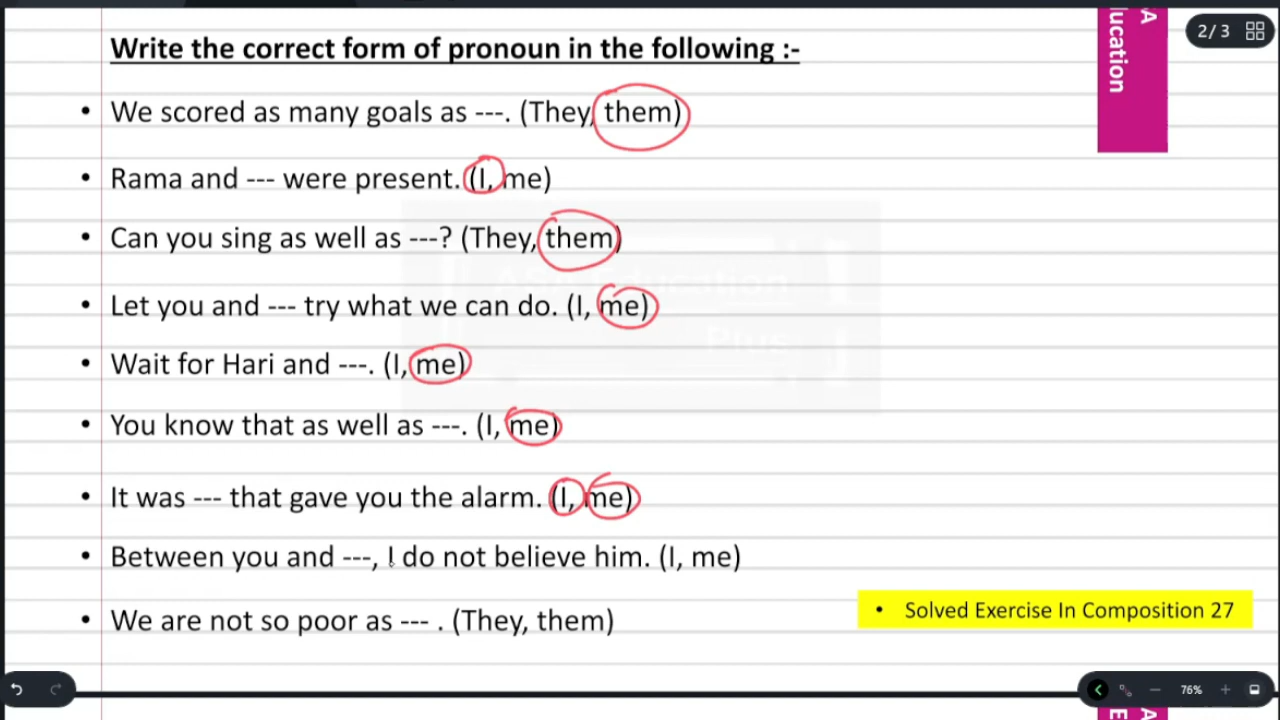 Write the correct form of pronoun in the following :-
• We scored as many goals as ---. (They, them)
• Rama and --- were present. (I, me)
• Can you sing as well as ---? (They, them)
• Let you and --- try what we can do. (I, me)
• Wait for Hari and ---. (I, me)
• You know that as well as ---. (I, me)
• It was --- that gave you the alarm. (I, me)
• Between you and ---, I do not believe him. (I, me)
• We are not so poor as --- . (They, them)
• Solved Exercise In Composition 27
2/3
76%
Plus